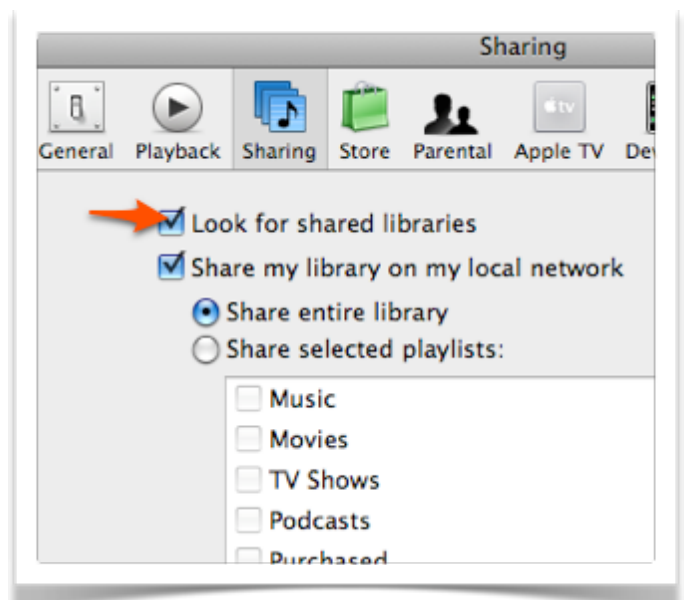 Sharing
General Playback Sharing Store Parental Apple TV
Look for shared libraries
Share my library on my local network
Share entire library
Share selected playlists:
Music
Movies
TV Shows
Podcasts
Purchased